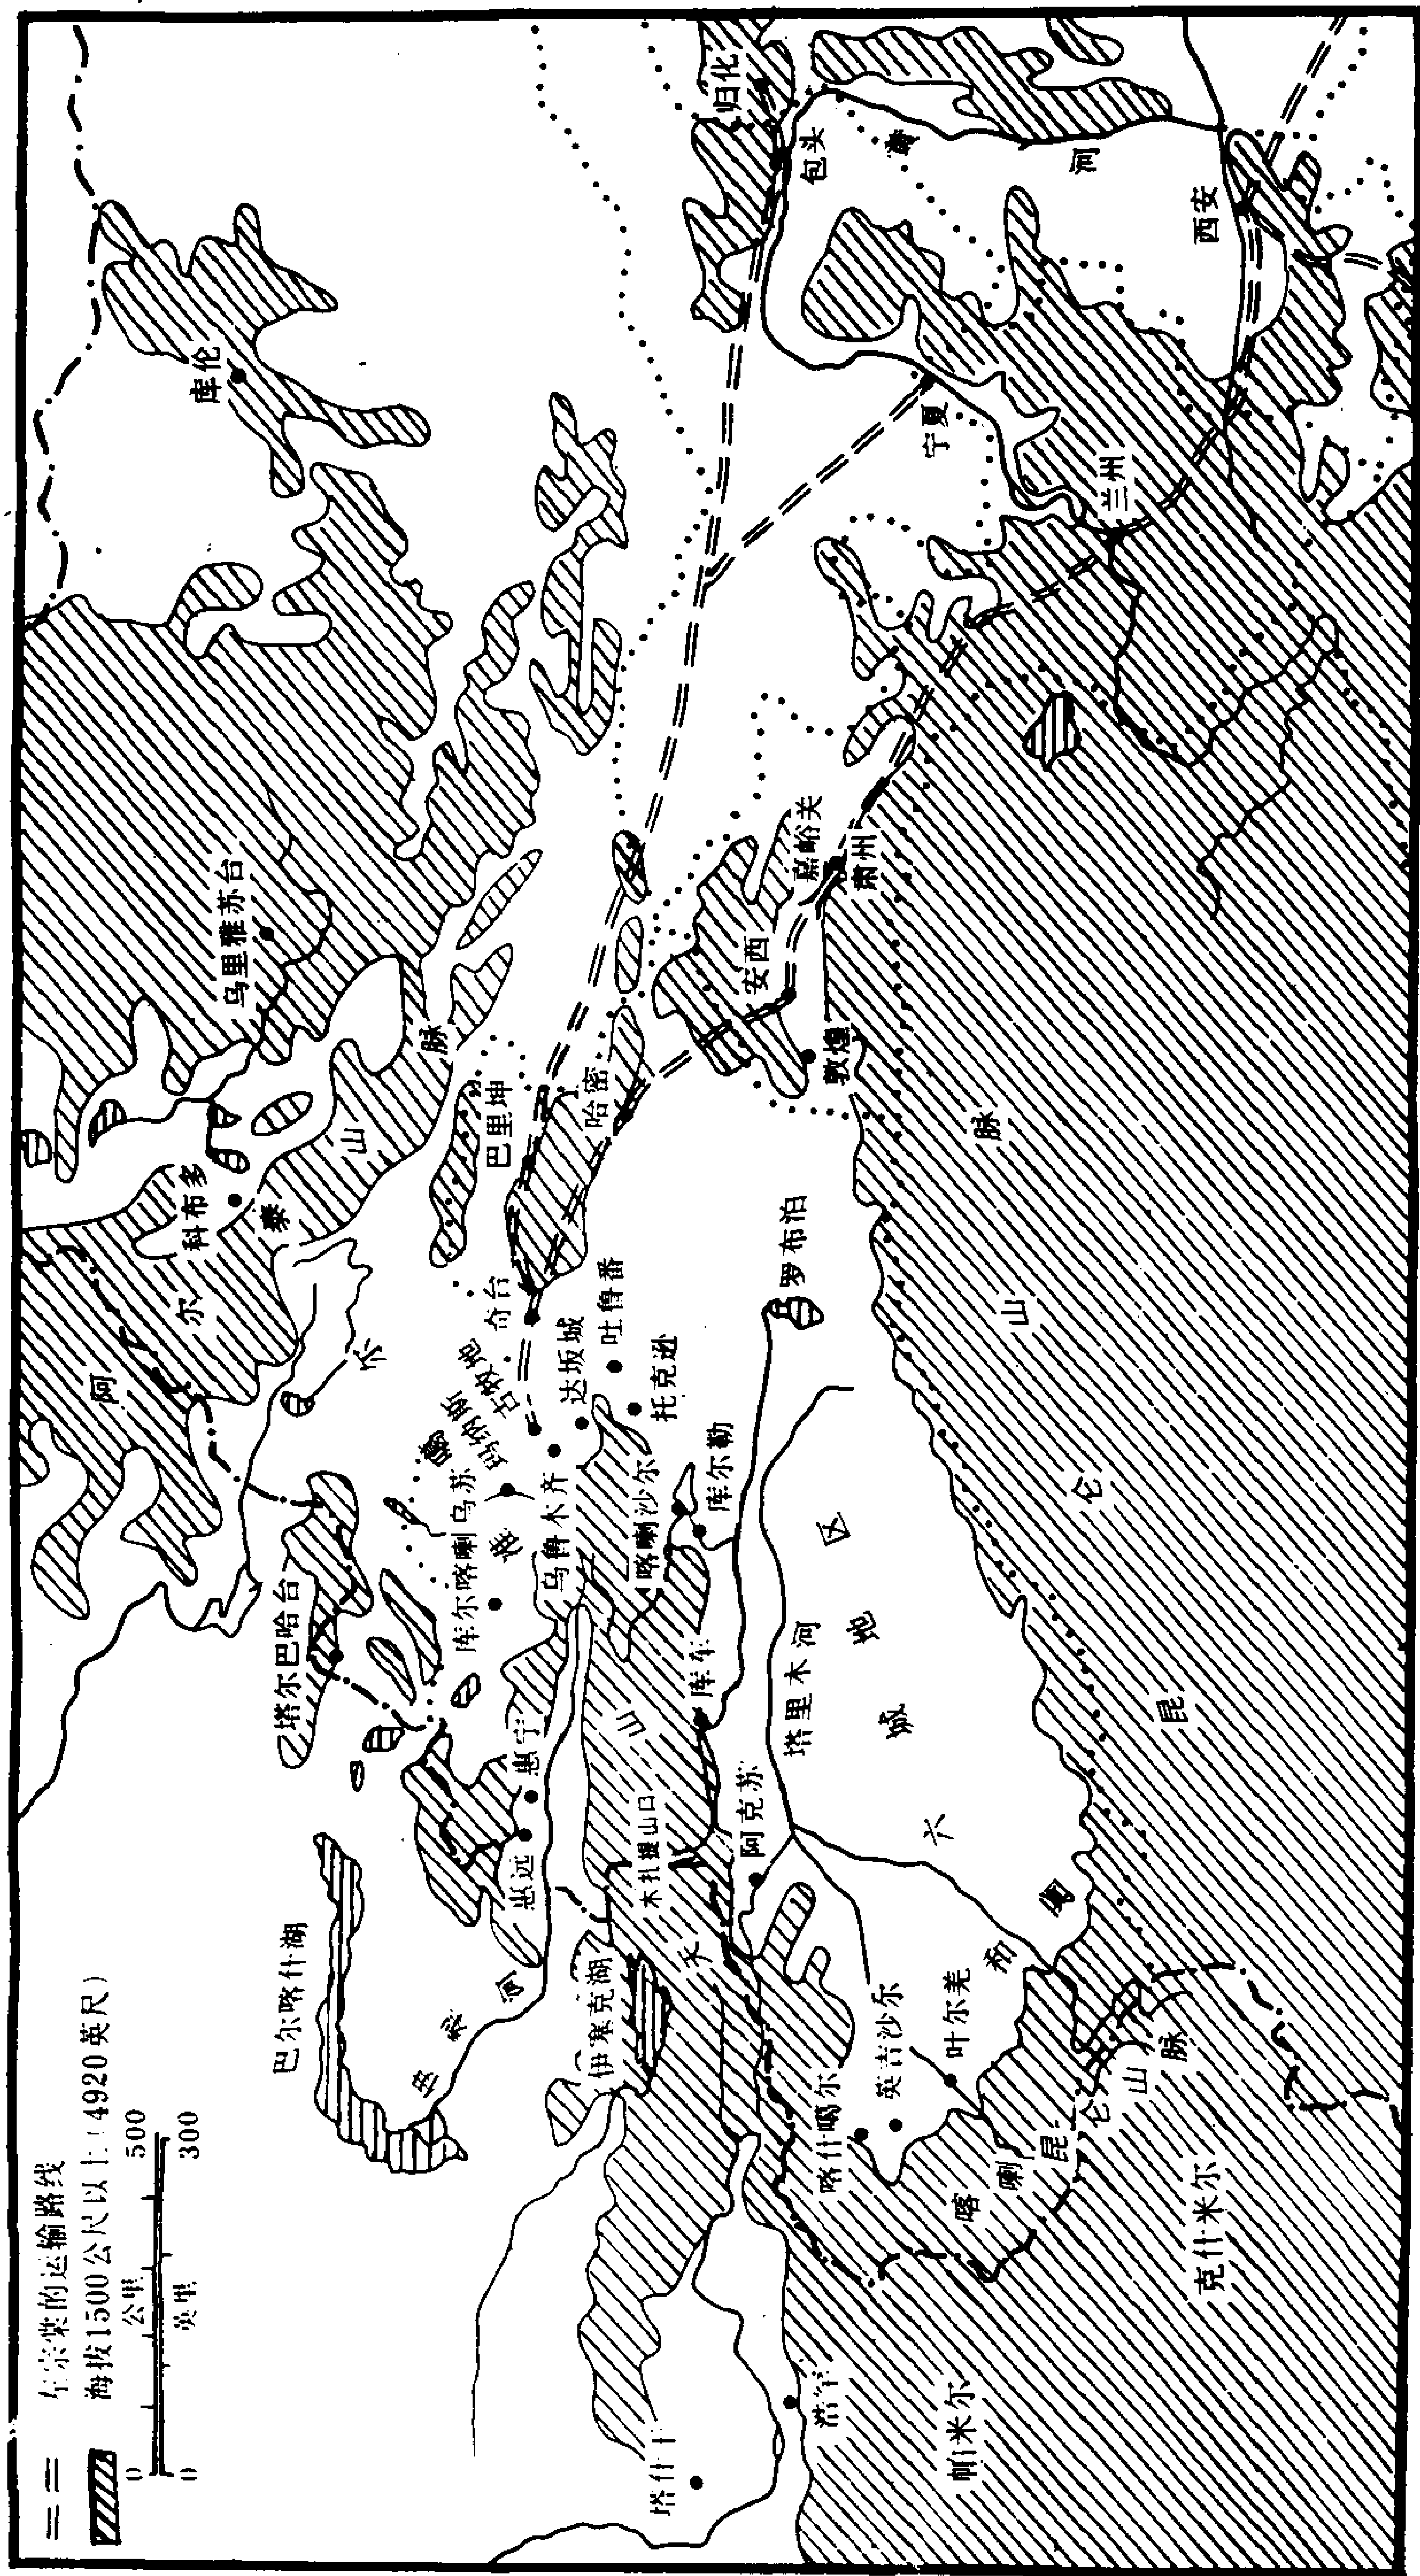 左宗棠的运输路线
海拔1500公尺以上(4920英尺)
0 500
公里
英里
0 300
巴尔喀什湖
塔尔巴哈台
阿尔泰山脉
科布多
乌里雅苏台
库伦
归化
包头
河
西安
宁夏
兰州
嘉峪关
肃州
安西
敦煌
哈密
巴里坤
奇台
古牧地
玛纳斯
达坂城
吐鲁番
托克逊
库尔喀喇乌苏
乌鲁木齐
喀喇沙尔
库尔勒
罗布泊
惠宁
惠远
伊塞克湖
木扎提山口
天山
库车
阿克苏
塔里木河
六城地区
喀什噶尔
英吉沙尔
叶尔羌
喀喇昆仑山脉
昆仑山脉
克什米尔
帕米尔
浩罕
塔什干